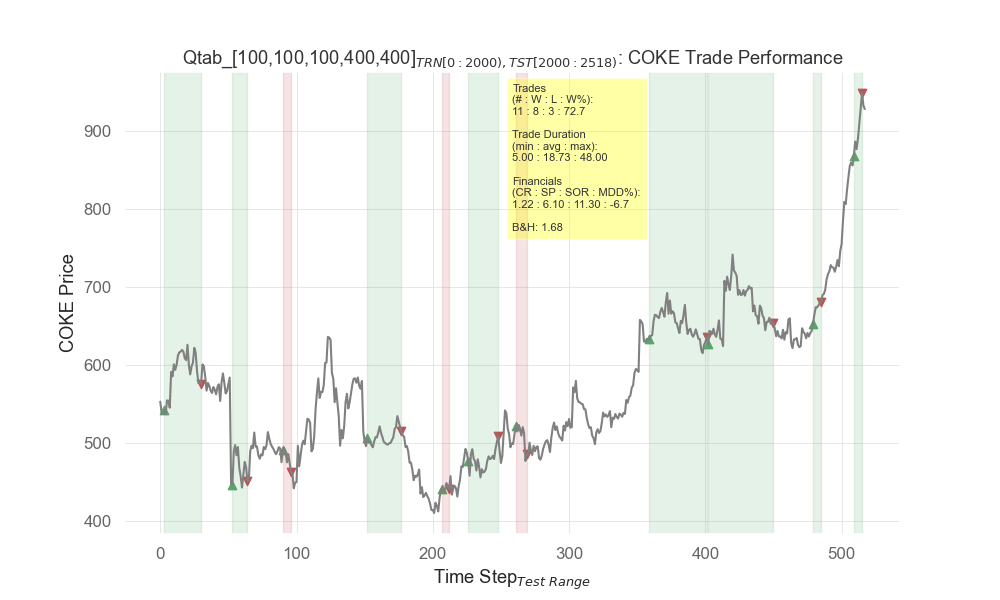 Qtab_[100,100,100,400,400]TRN[0:2000),TST[2000:2518): COKE Trade Performance
Trades
(# : W : L : W%):
11 : 8 : 3 : 72.7
Trade Duration
(min : avg : max):
5.00 : 18.73 : 48.00
Financials
(CR : SP : SOR : MDD%):
1.22 : 6.10 : 11.30 : -6.7
B&H: 1.68
COKE Price
900
800
700
600
500
400
0 100 200 300 400 500
Time StepTest Range